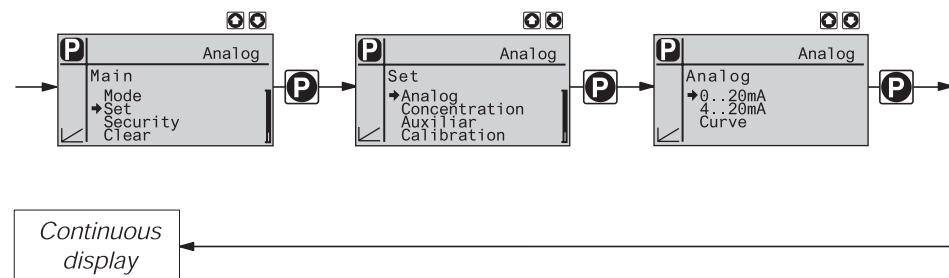 P Analog
Main
Mode
➔Set
Security
Clear
P
P Analog
Set
➔Analog
Concentration
Auxiliar
Calibration
P
P Analog
Analog
➔0..20mA
4..20mA
Curve
P
Continuous
display